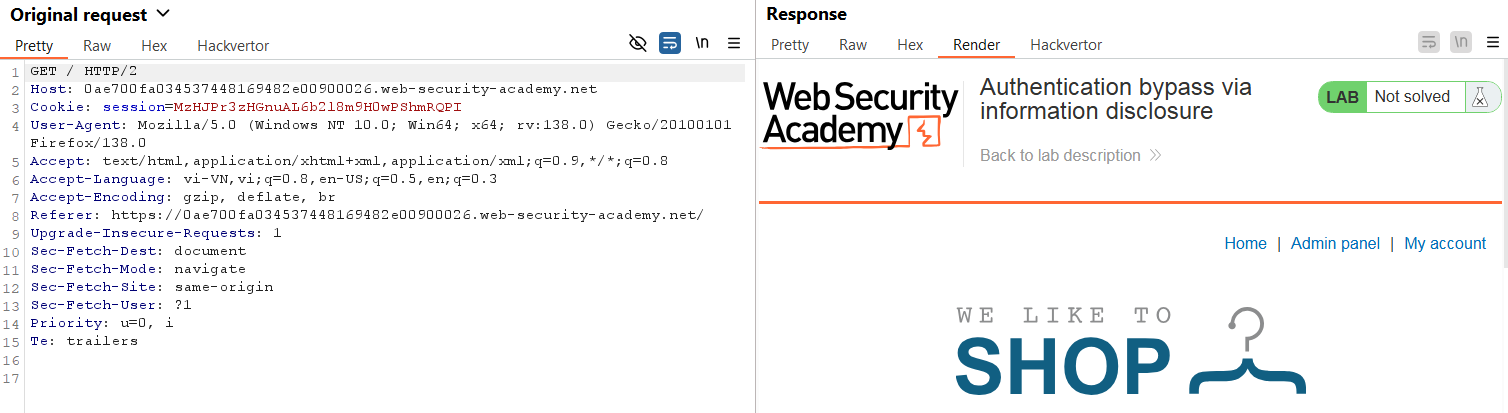 Original request
Pretty Raw Hex Hackvertor
\n
1 GET / HTTP/2
2 Host: 0ae700fa034537448169482e00900026.web-security-academy.net
3 Cookie: session=MzHJPr3zHGnuAL6b2l8m9H0wPShmRQPI
4 User-Agent: Mozilla/5.0 (Windows NT 10.0; Win64; x64; rv:138.0) Gecko/20100101
Firefox/138.0
5 Accept: text/html,application/xhtml+xml,application/xml;q=0.9,*/*;q=0.8
6 Accept-Language: vi-VN,vi;q=0.8,en-US;q=0.5,en;q=0.3
7 Accept-Encoding: gzip, deflate, br
8 Referer: https://0ae700fa034537448169482e00900026.web-security-academy.net/
9 Upgrade-Insecure-Requests: 1
10 Sec-Fetch-Dest: document
11 Sec-Fetch-Mode: navigate
12 Sec-Fetch-Site: same-origin
13 Sec-Fetch-User: ?1
14 Priority: u=0, i
15 Te: trailers
16
17
Response
Pretty Raw Hex Render Hackvertor
\n
Web Security
Academy
Authentication bypass via
information disclosure
Back to lab description
LAB Not solved
Home | Admin panel | My account
WE LIKE TO
SHOP